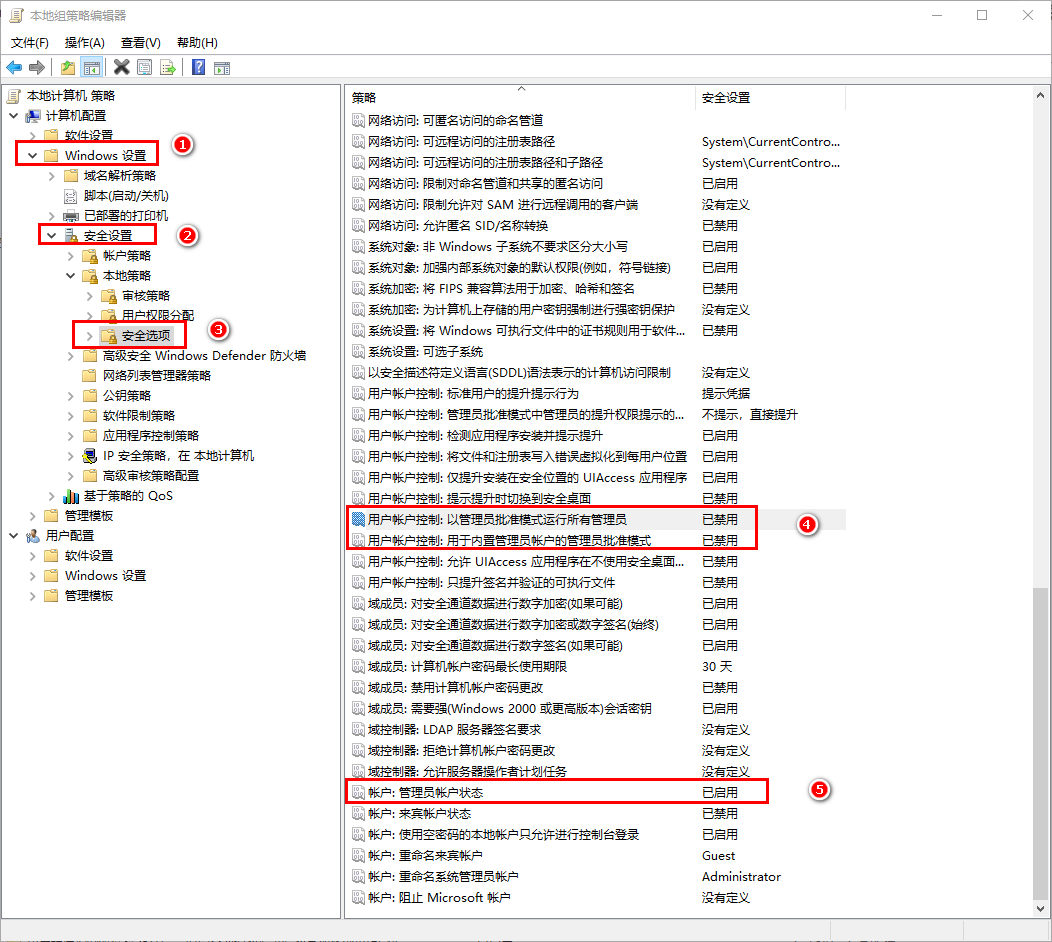 本地组策略编辑器
文件(F) 操作(A) 查看(V) 帮助(H)
本地计算机 策略
计算机配置
软件设置
Windows 设置
1
域名解析策略
脚本(启动/关机)
已部署的打印机
安全设置
2
帐户策略
本地策略
审核策略
用户权限分配
安全选项
3
高级安全 Windows Defender 防火墙
网络列表管理器策略
公钥策略
软件限制策略
应用程序控制策略
IP 安全策略，在 本地计算机
高级审核策略配置
基于策略的 QoS
管理模板
用户配置
软件设置
Windows 设置
管理模板
策略 安全设置
网络访问: 可匿名访问的命名管道
网络访问: 可远程访问的注册表路径 System\CurrentContro...
网络访问: 可远程访问的注册表路径和子路径 System\CurrentContro...
网络访问: 限制对命名管道和共享的匿名访问 已启用
网络访问: 限制允许对 SAM 进行远程调用的客户端 没有定义
网络访问: 允许匿名 SID/名称转换 已禁用
系统对象: 非 Windows 子系统不要求区分大小写 已启用
系统对象: 加强内部系统对象的默认权限(例如，符号链接) 已启用
系统加密: 将 FIPS 兼容算法用于加密、哈希和签名 已禁用
系统加密: 为计算机上存储的用户密钥强制进行强密钥保护 没有定义
系统设置: 将 Windows 可执行文件中的证书规则用于软件... 已禁用
系统设置: 可选子系统
以安全描述符定义语言(SDDL)语法表示的计算机访问限制 没有定义
用户帐户控制: 标准用户的提升提示行为 提示凭据
用户帐户控制: 管理员批准模式中管理员的提升权限提示的... 不提示，直接提升
用户帐户控制: 检测应用程序安装并提示提升 已启用
用户帐户控制: 将文件和注册表写入错误虚拟化到每用户位置 已启用
用户帐户控制: 仅提升安装在安全位置的 UIAccess 应用程序 已启用
用户帐户控制: 提示提升时切换到安全桌面 已禁用
用户帐户控制: 以管理员批准模式运行所有管理员 已禁用
4
用户帐户控制: 用于内置管理员帐户的管理员批准模式 已禁用
用户帐户控制: 允许 UIAccess 应用程序在不使用安全桌面... 已禁用
用户帐户控制: 只提升签名并验证的可执行文件 已禁用
域成员: 对安全通道数据进行数字加密(如果可能) 已启用
域成员: 对安全通道数据进行数字加密或数字签名(始终) 已启用
域成员: 对安全通道数据进行数字签名(如果可能) 已启用
域成员: 计算机帐户密码最长使用期限 30 天
域成员: 禁用计算机帐户密码更改 已禁用
域成员: 需要强(Windows 2000 或更高版本)会话密钥 已启用
域控制器: LDAP 服务器签名要求 没有定义
域控制器: 拒绝计算机帐户密码更改 没有定义
域控制器: 允许服务器操作者计划任务 没有定义
帐户: 管理员帐户状态 已启用
5
帐户: 来宾帐户状态 已禁用
帐户: 使用空密码的本地帐户只允许进行控制台登录 已启用
帐户: 重命名来宾帐户 Guest
帐户: 重命名系统管理员帐户 Administrator
帐户: 阻止 Microsoft 帐户 没有定义